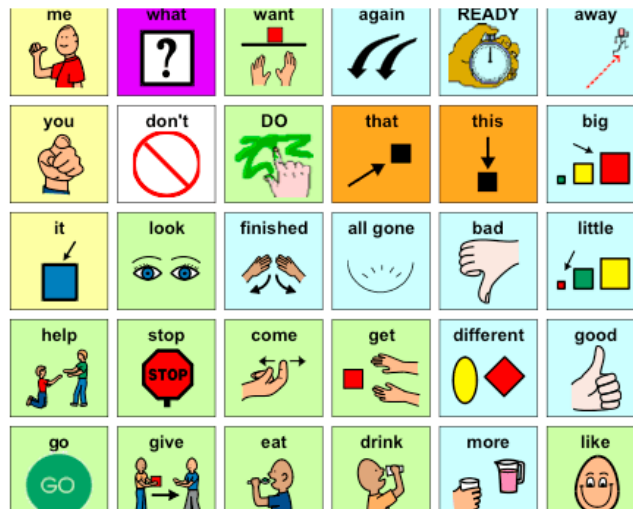 me what want again READY away
?
you don't DO that this big
it look finished all gone bad little
help stop come get different good
STOP
go give eat drink more like
GO